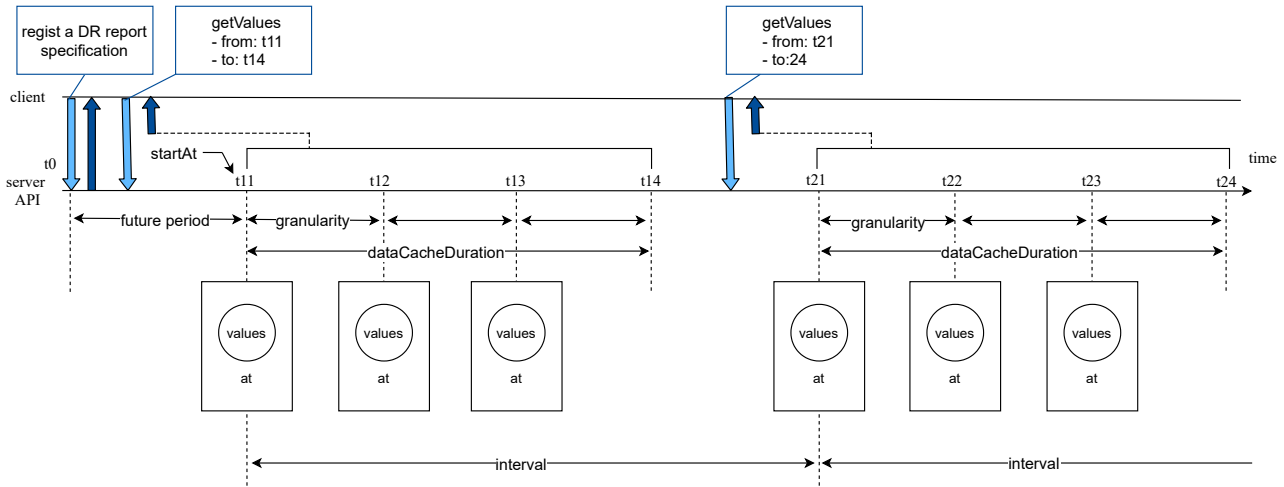 regist a DR report
specification
getValues
- from: t11
- to: t14
getValues
- from: t21
- to:24
client
startAt
t0
time
server
API
t11
t12
t13
t14
t21
t22
t23
t24
future period
granularity
granularity
dataCacheDuration
dataCacheDuration
values
values
values
values
values
values
at
at
at
at
at
at
interval
interval